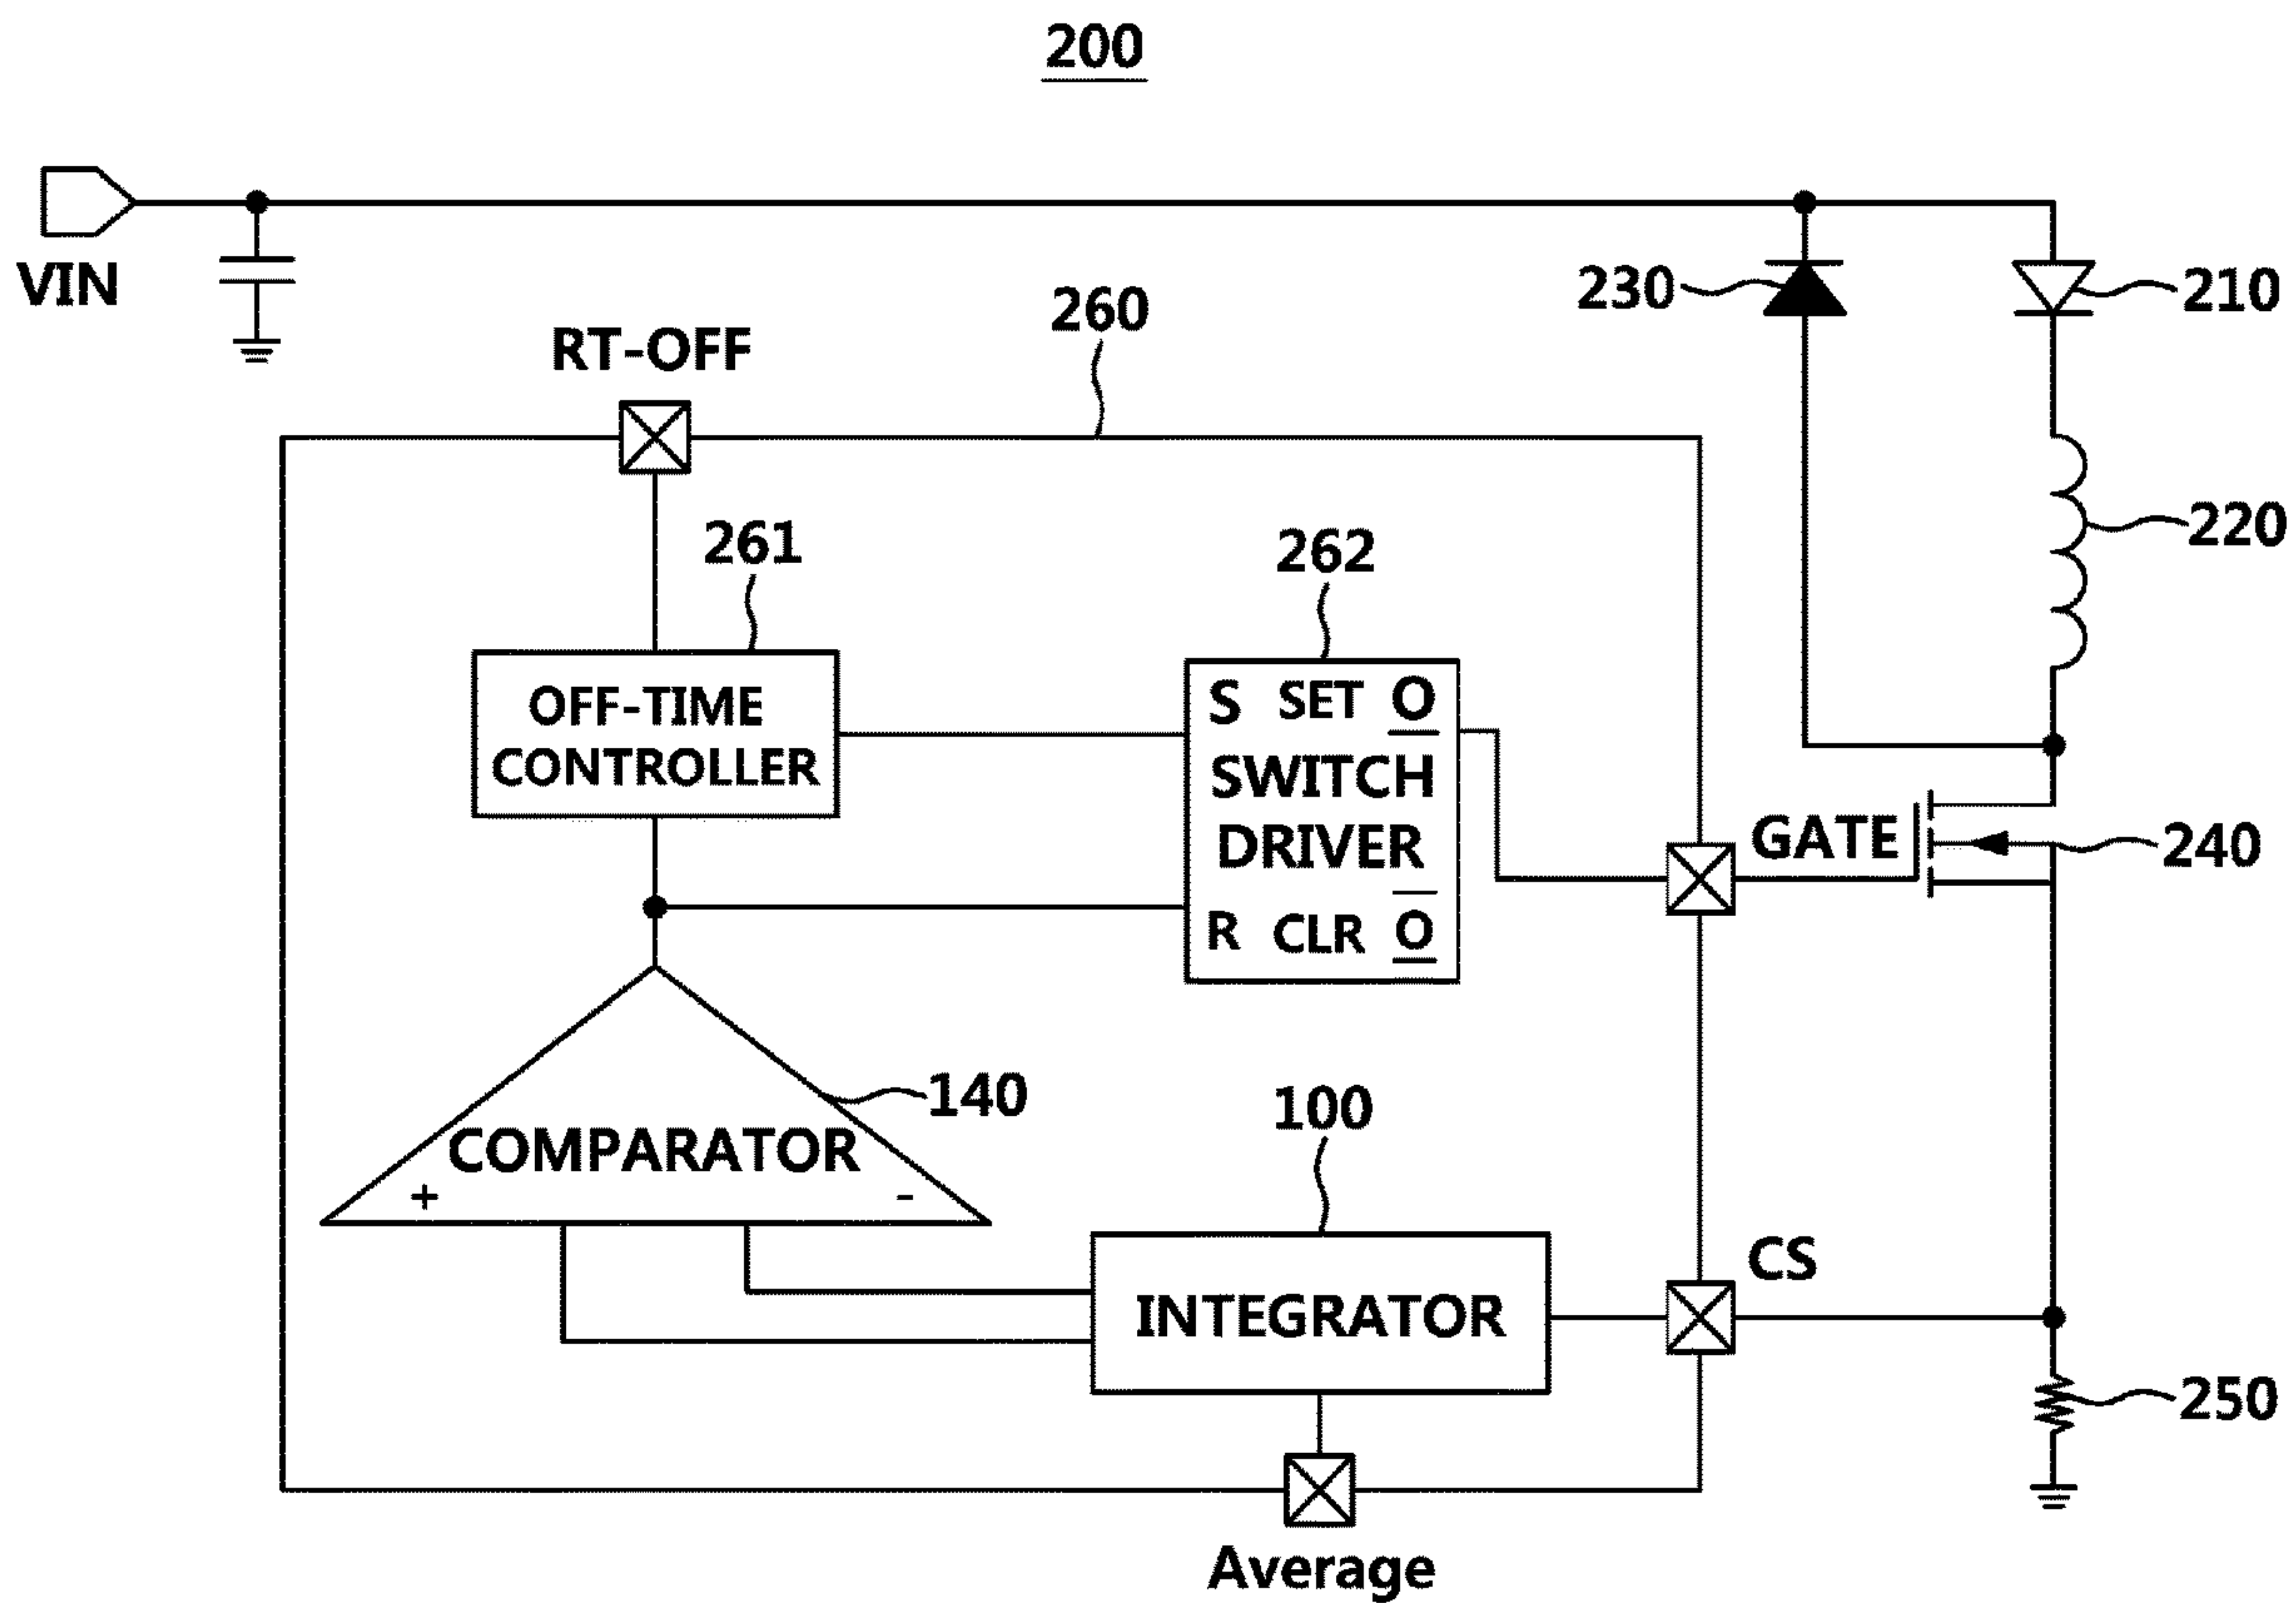 200
VIN
230
210
260
RT-OFF
220
261
262
OFF-TIME
CONTROLLER
S SET O
SWITCH
DRIVER
R CLR O
GATE
240
140
COMPARATOR
+ -
100
INTEGRATOR
CS
250
Average